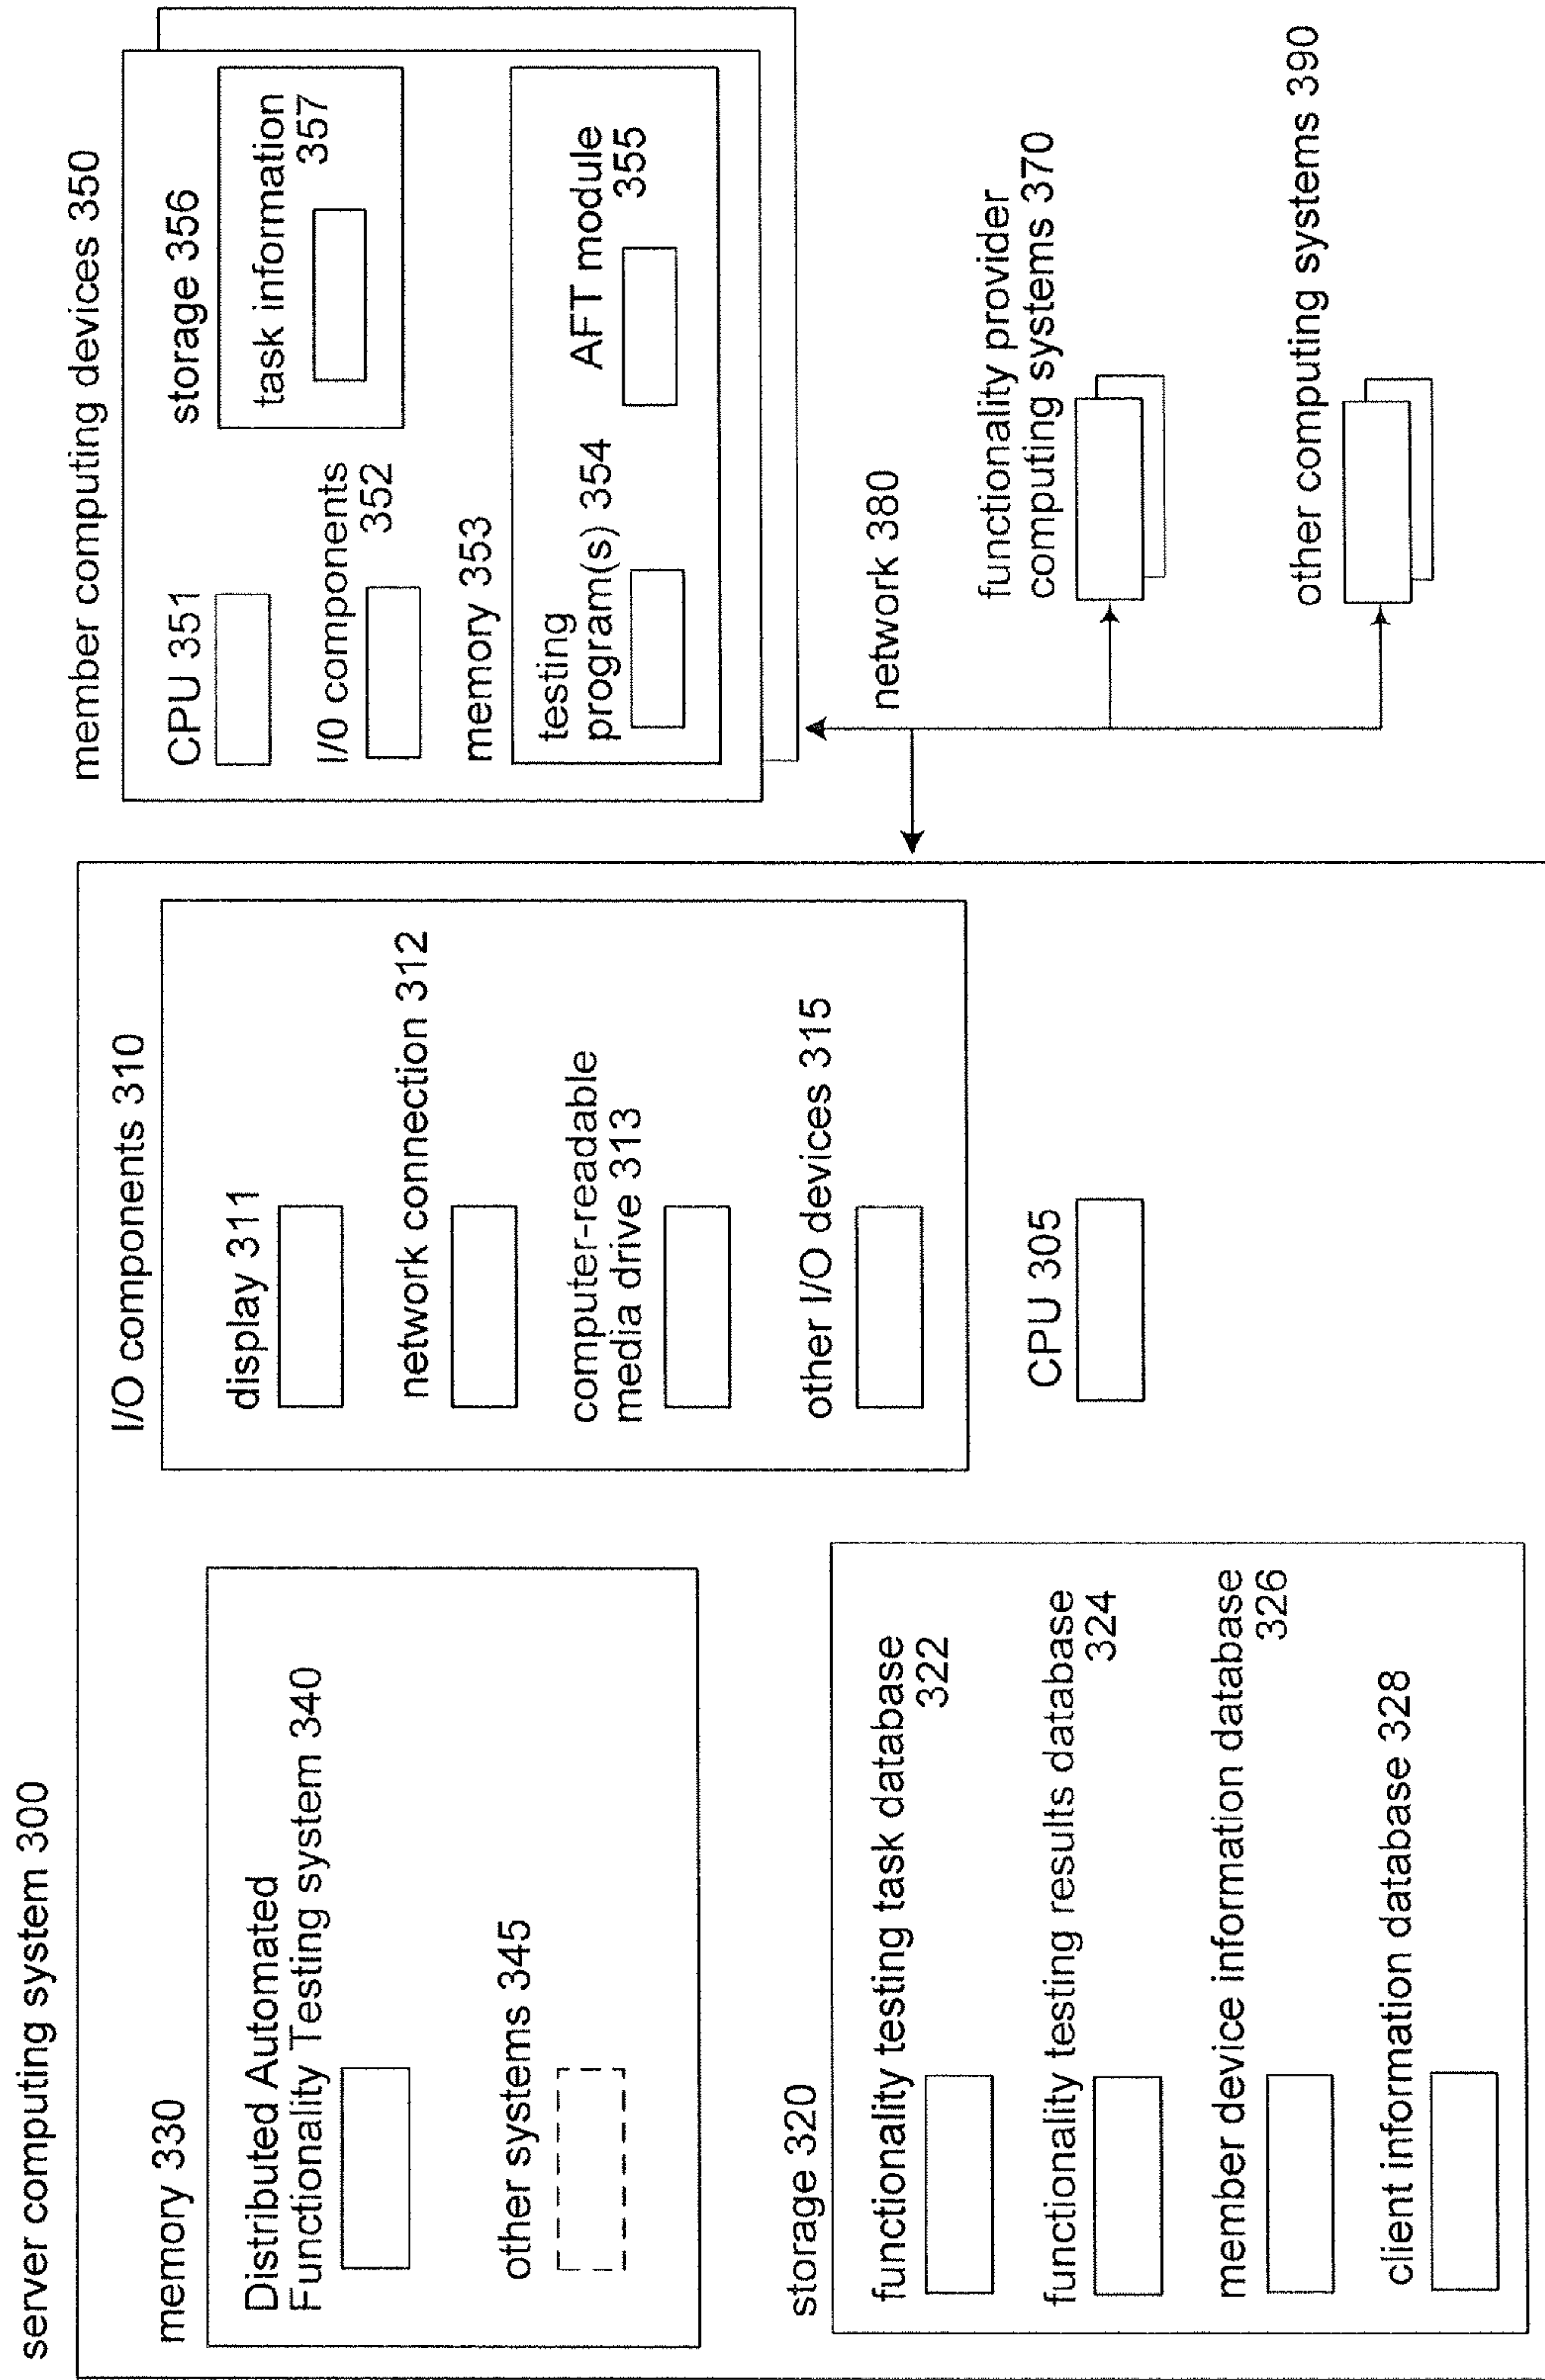 server computing system 300
memory 330
Distributed Automated
Functionality Testing system 340
other systems 345
storage 320
functionality testing task database
322
functionality testing results database
324
member device information database
326
client information database 328
I/O components 310
display 311
network connection 312
computer-readable
media drive 313
other I/O devices 315
CPU 305
member computing devices 350
CPU 351
I/0 components
352
storage 356
task information
357
memory 353
testing
program(s) 354
AFT module
355
network 380
functionality provider
computing systems 370
other computing systems 390